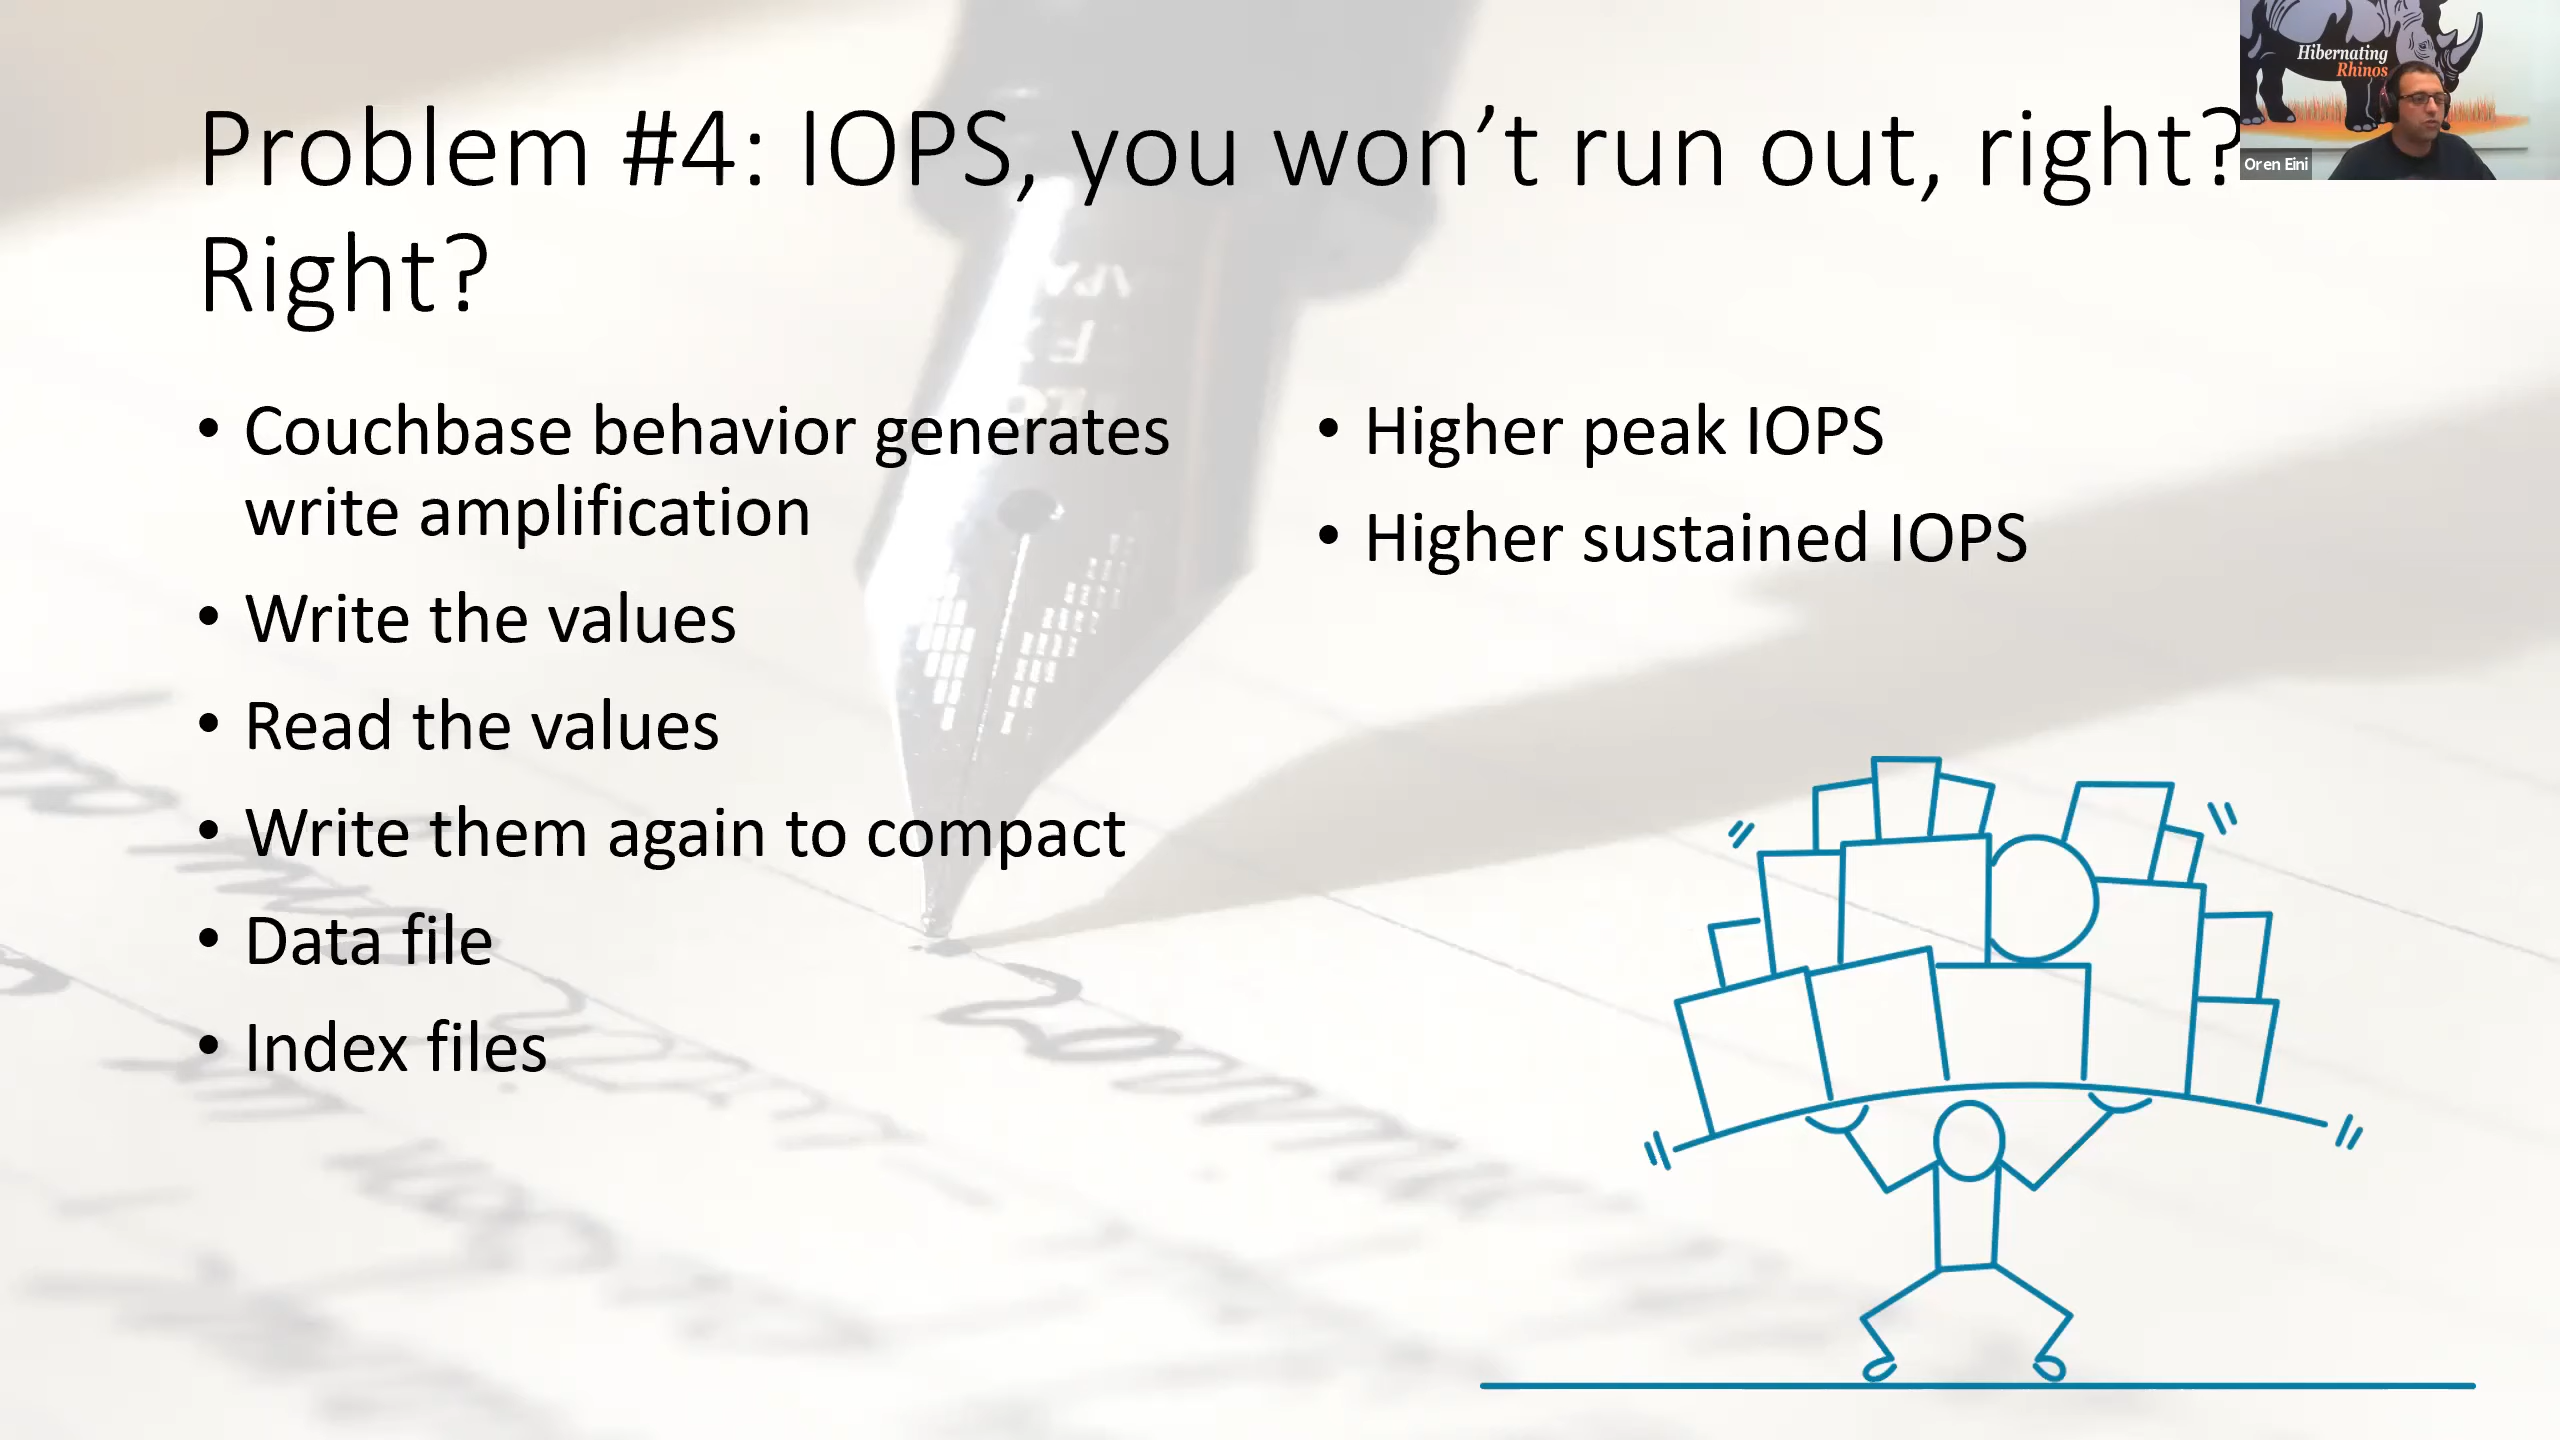 Problem #4: IOPS, you won’t run out, right?
Right?
• Couchbase behavior generates
write amplification
• Write the values
• Read the values
• Write them again to compact
• Data file
• Index files
• Higher peak IOPS
• Higher sustained IOPS
Hibernating
Rhinos
Oren Eini